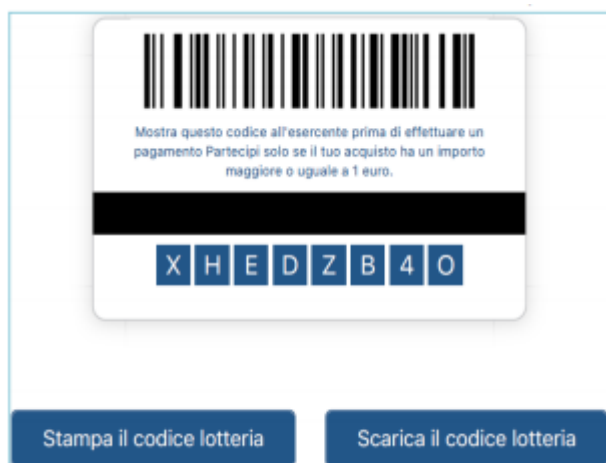 Mostra questo codice all'esercente prima di effettuare un
pagamento Partecipi solo se il tuo acquisto ha un importo
maggiore o uguale a 1 euro.
X H E D Z B 4 O
Stampa il codice lotteria
Scarica il codice lotteria